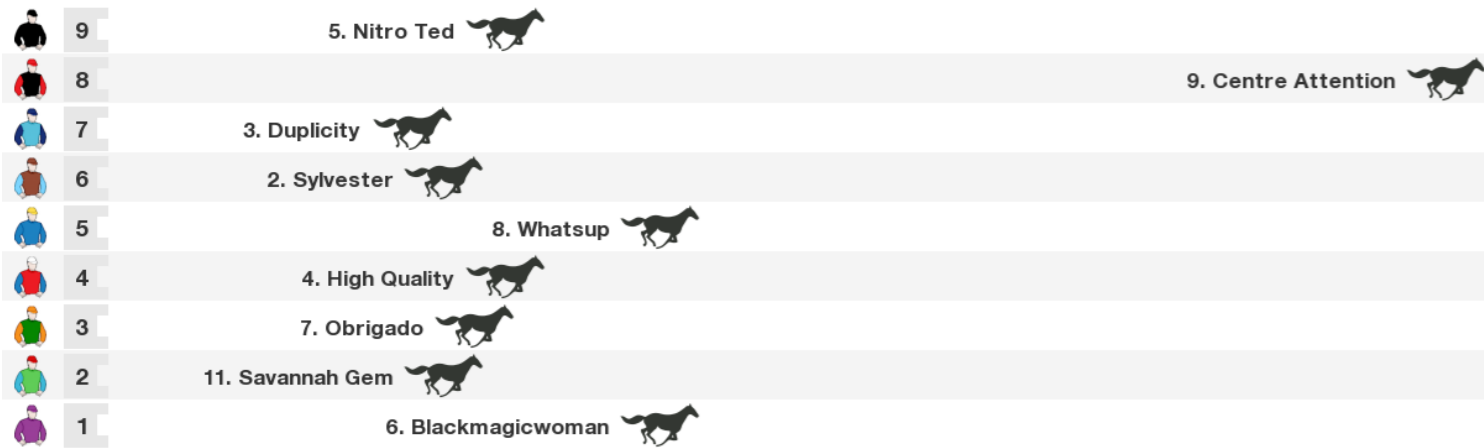 9 5. Nitro Ted
8 9. Centre Attention
7 3. Duplicity
6 2. Sylvester
5 8. Whatsup
4 4. High Quality
3 7. Obrigado
2 11. Savannah Gem
1 6. Blackmagicwoman